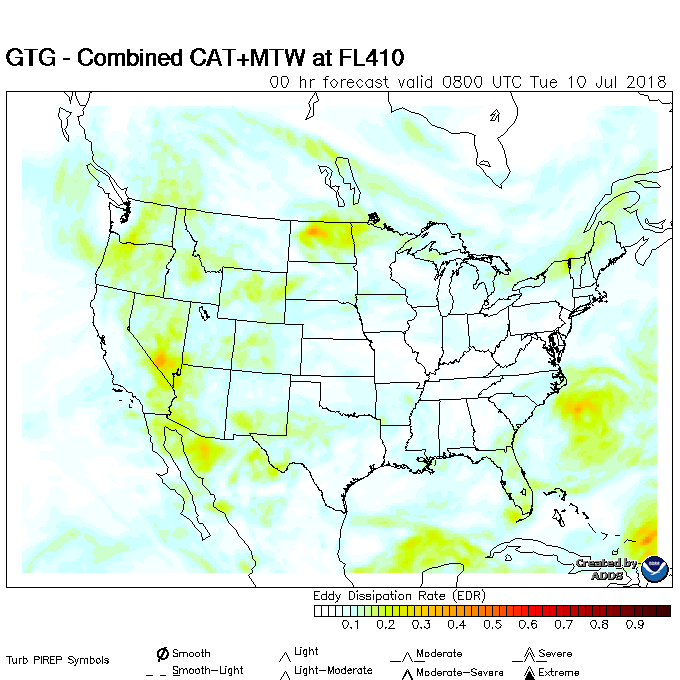 GTG - Combined CAT+MTW at FL410
00 hr forecast valid 0800 UTC Tue 10 Jul 2018
Created by
ADDS
Eddy Dissipation Rate (EDR)
0.1 0.2 0.3 0.4 0.5 0.6 0.7 0.8 0.9
Turb PIREP Symbols
Smooth Light Moderate Severe
Smooth-Light Light-Moderate Moderate-Severe Extreme